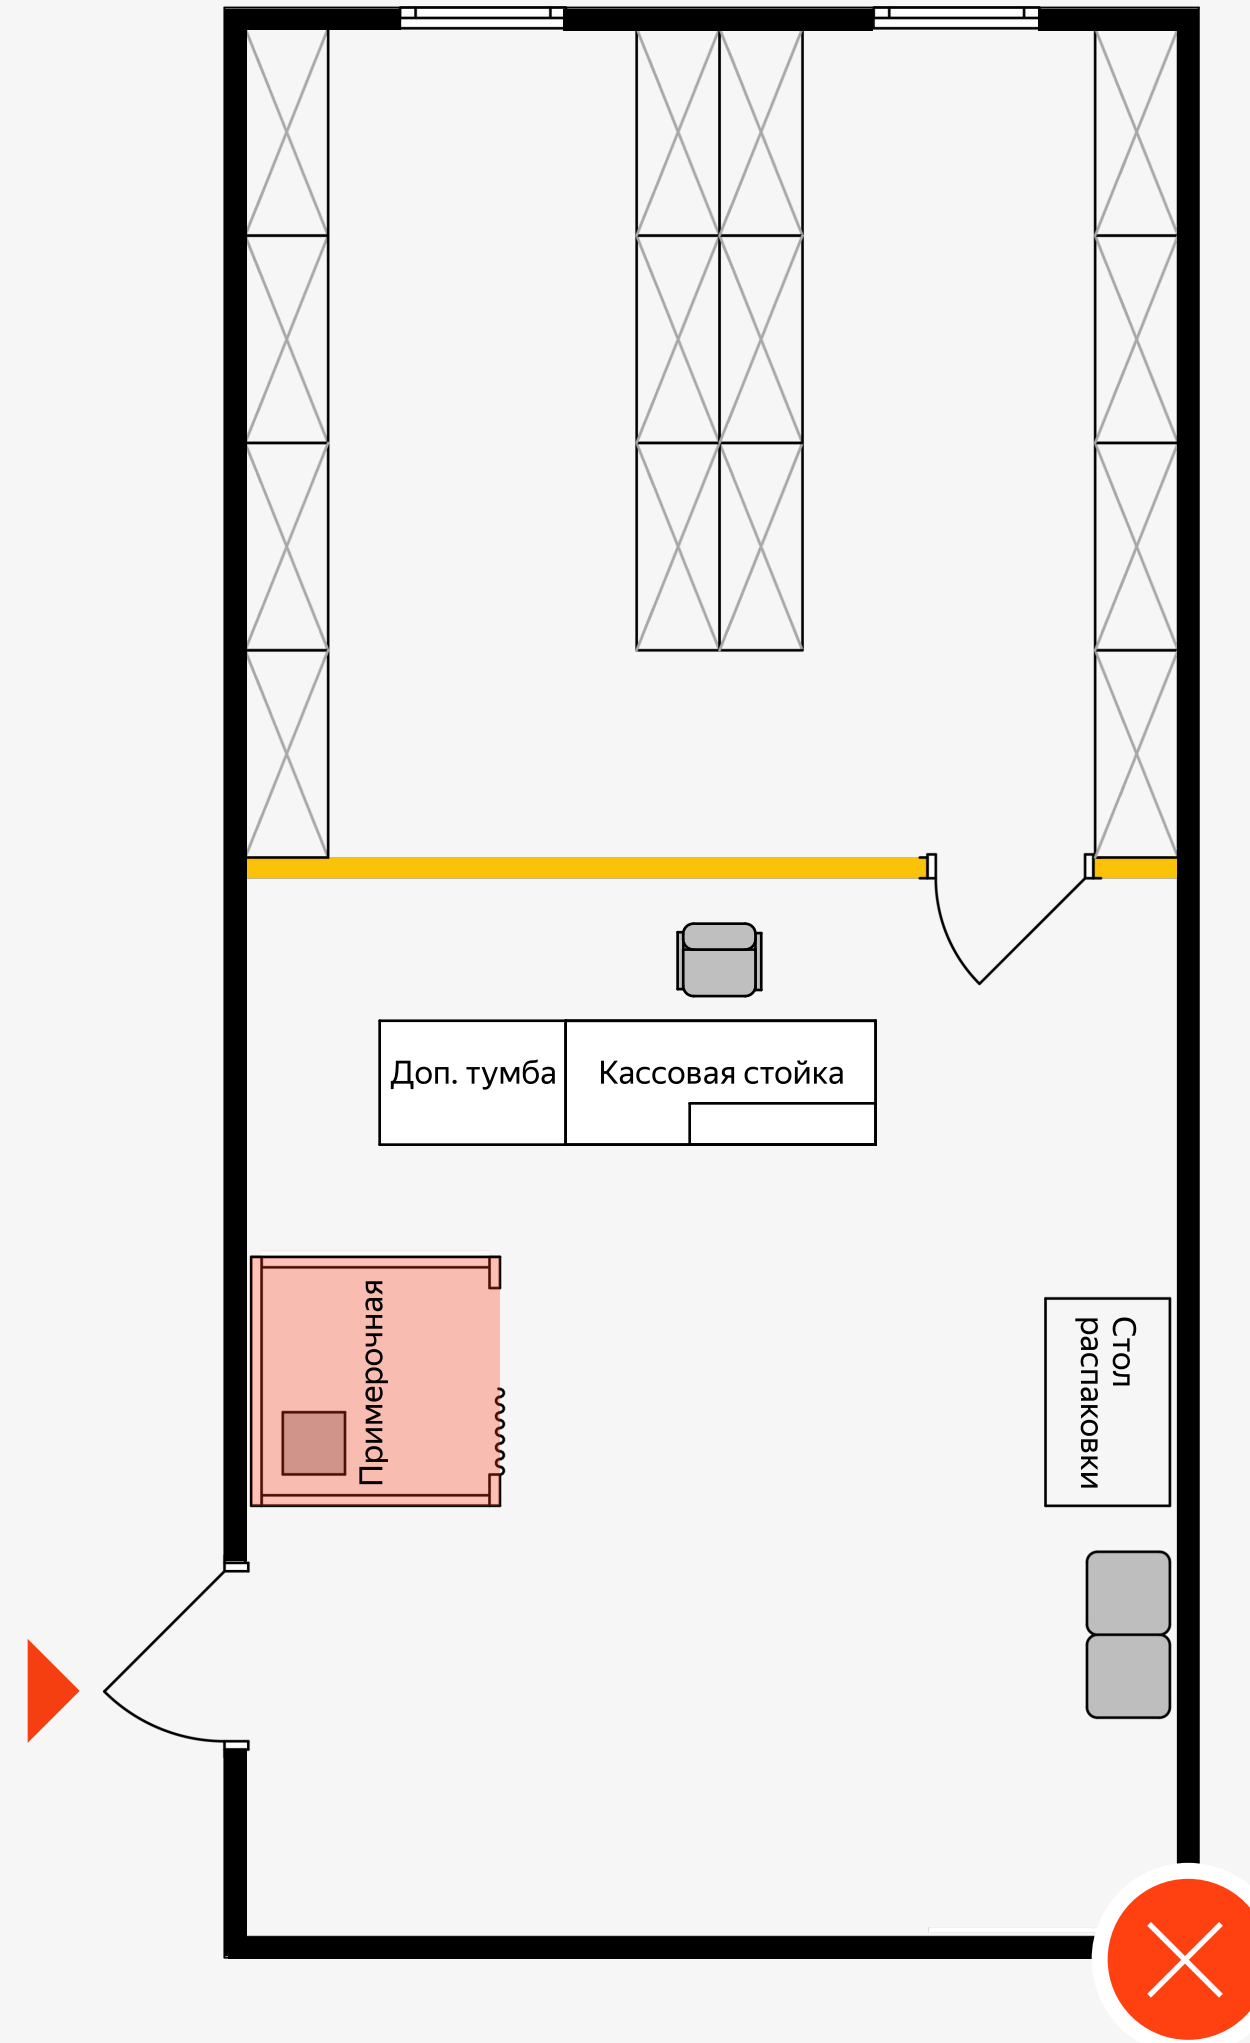 Доп. тумба
Кассовая стойка
Примерочная
Стол
распаковки